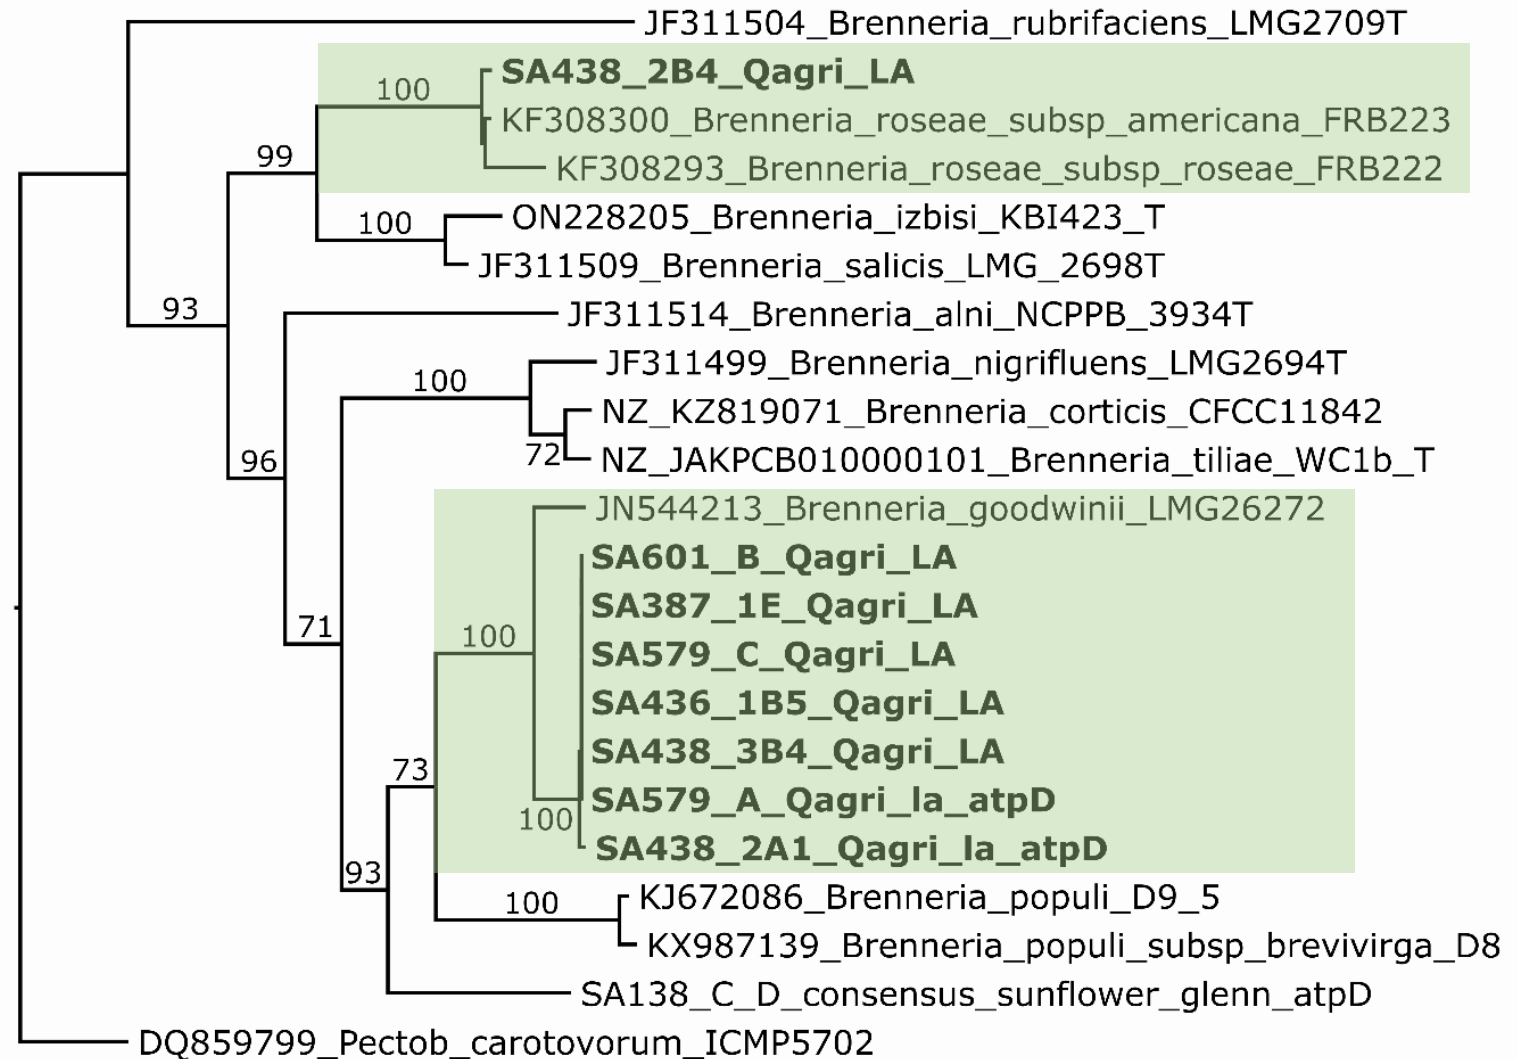 JF311504_Brenneria_rubrifaciens_LMG2709T
SA438_2B4_Qagri_LA
100
KF308300_Brenneria_roseae_subsp_americana_FRB223
99
KF308293_Brenneria_roseae_subsp_roseae_FRB222
ON228205_Brenneria_izbisi_KBI423_T
100
JF311509_Brenneria_salicis_LMG_2698T
93
JF311514_Brenneria_alni_NCPPB_3934T
JF311499_Brenneria_nigrifluens_LMG2694T
100
NZ_KZ819071_Brenneria_corticis_CFCC11842
72
NZ_JAKPCB010000101_Brenneria_tiliae_WC1b_T
96
JN544213_Brenneria_goodwinii_LMG26272
SA601_B_Qagri_LA
SA387_1E_Qagri_LA
71
100
SA579_C_Qagri_LA
SA436_1B5_Qagri_LA
SA438_3B4_Qagri_LA
73
SA579_A_Qagri_la_atpD
100
SA438_2A1_Qagri_la_atpD
93
KJ672086_Brenneria_populi_D9_5
100
KX987139_Brenneria_populi_subsp_brevivirga_D8
SA138_C_D_consensus_sunflower_glenn_atpD
DQ859799_Pectob_carotovorum_ICMP5702